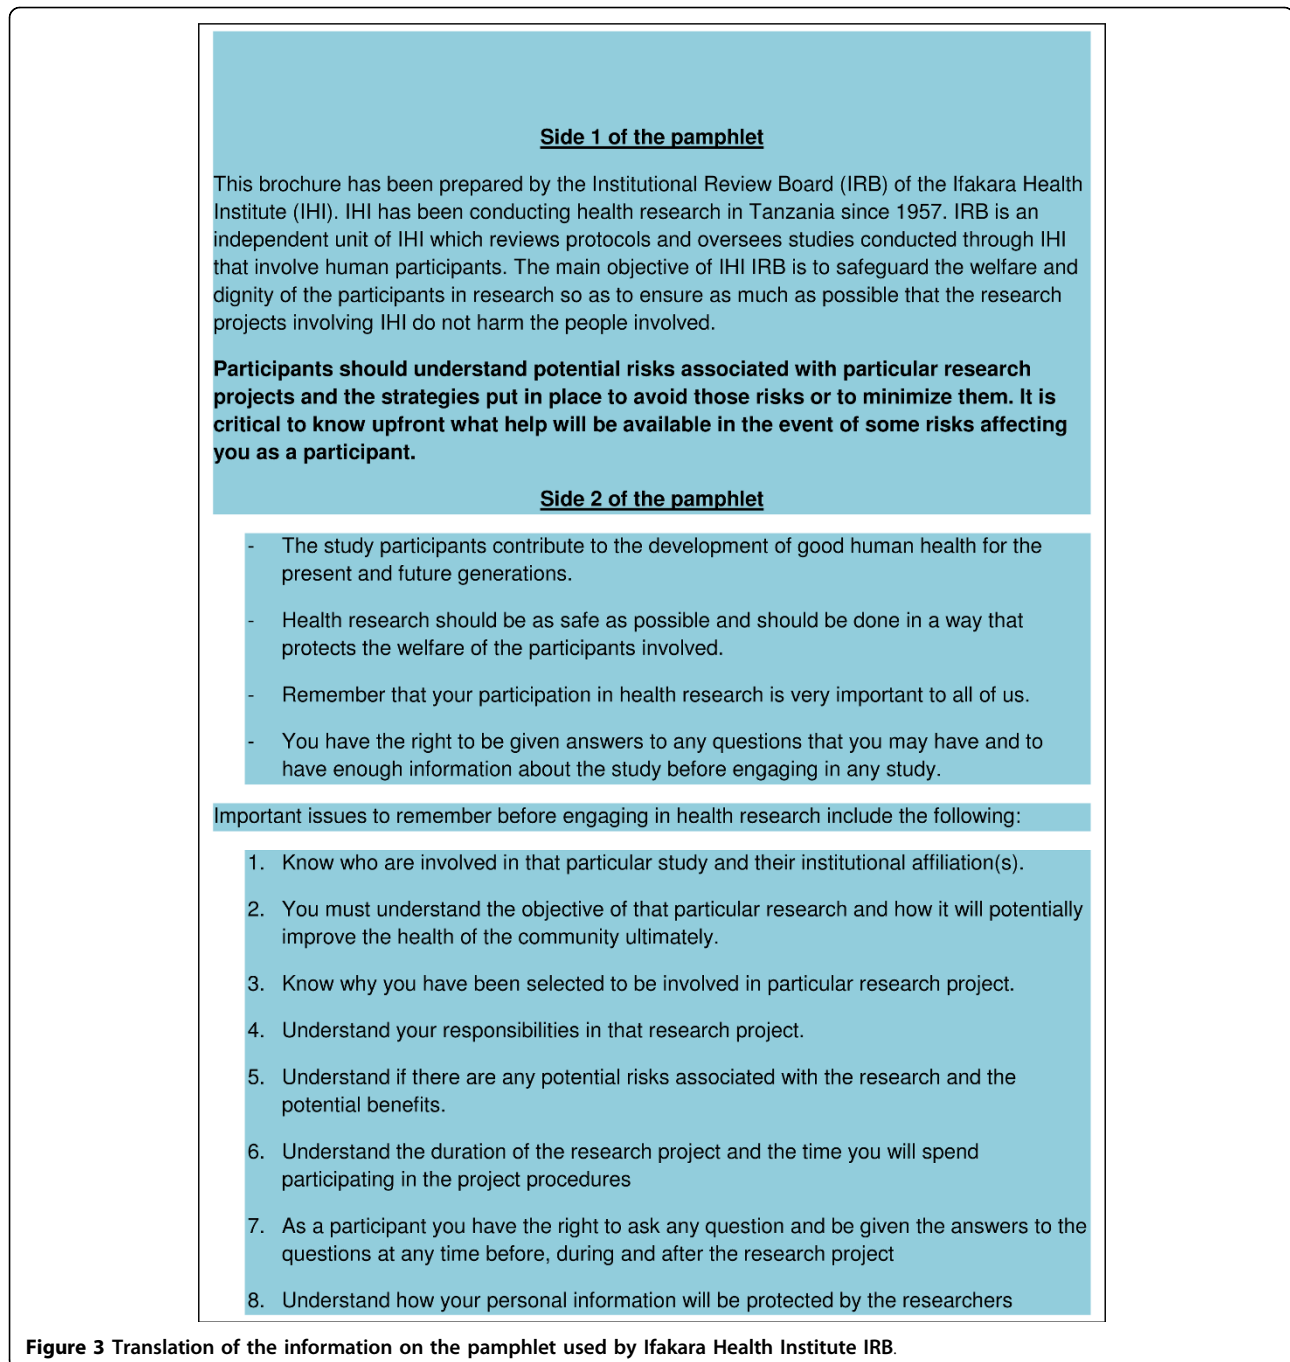 Side 1 of the pamphlet
This brochure has been prepared by the Institutional Review Board (IRB) of the Ifakara Health
Institute (IHI). IHI has been conducting health research in Tanzania since 1957. IRB is an
independent unit of IHI which reviews protocols and oversees studies conducted through IHI
that involve human participants. The main objective of IHI IRB is to safeguard the welfare and
dignity of the participants in research so as to ensure as much as possible that the research
projects involving IHI do not harm the people involved.
Participants should understand potential risks associated with particular research
projects and the strategies put in place to avoid those risks or to minimize them. It is
critical to know upfront what help will be available in the event of some risks affecting
you as a participant.
Side 2 of the pamphlet
- The study participants contribute to the development of good human health for the
present and future generations.
- Health research should be as safe as possible and should be done in a way that
protects the welfare of the participants involved.
- Remember that your participation in health research is very important to all of us.
- You have the right to be given answers to any questions that you may have and to
have enough information about the study before engaging in any study.
Important issues to remember before engaging in health research include the following:
1. Know who are involved in that particular study and their institutional affiliation(s).
2. You must understand the objective of that particular research and how it will potentially
improve the health of the community ultimately.
3. Know why you have been selected to be involved in particular research project.
4. Understand your responsibilities in that research project.
5. Understand if there are any potential risks associated with the research and the
potential benefits.
6. Understand the duration of the research project and the time you will spend
participating in the project procedures
7. As a participant you have the right to ask any question and be given the answers to the
questions at any time before, during and after the research project
8. Understand how your personal information will be protected by the researchers
Figure 3 Translation of the information on the pamphlet used by Ifakara Health Institute IRB.